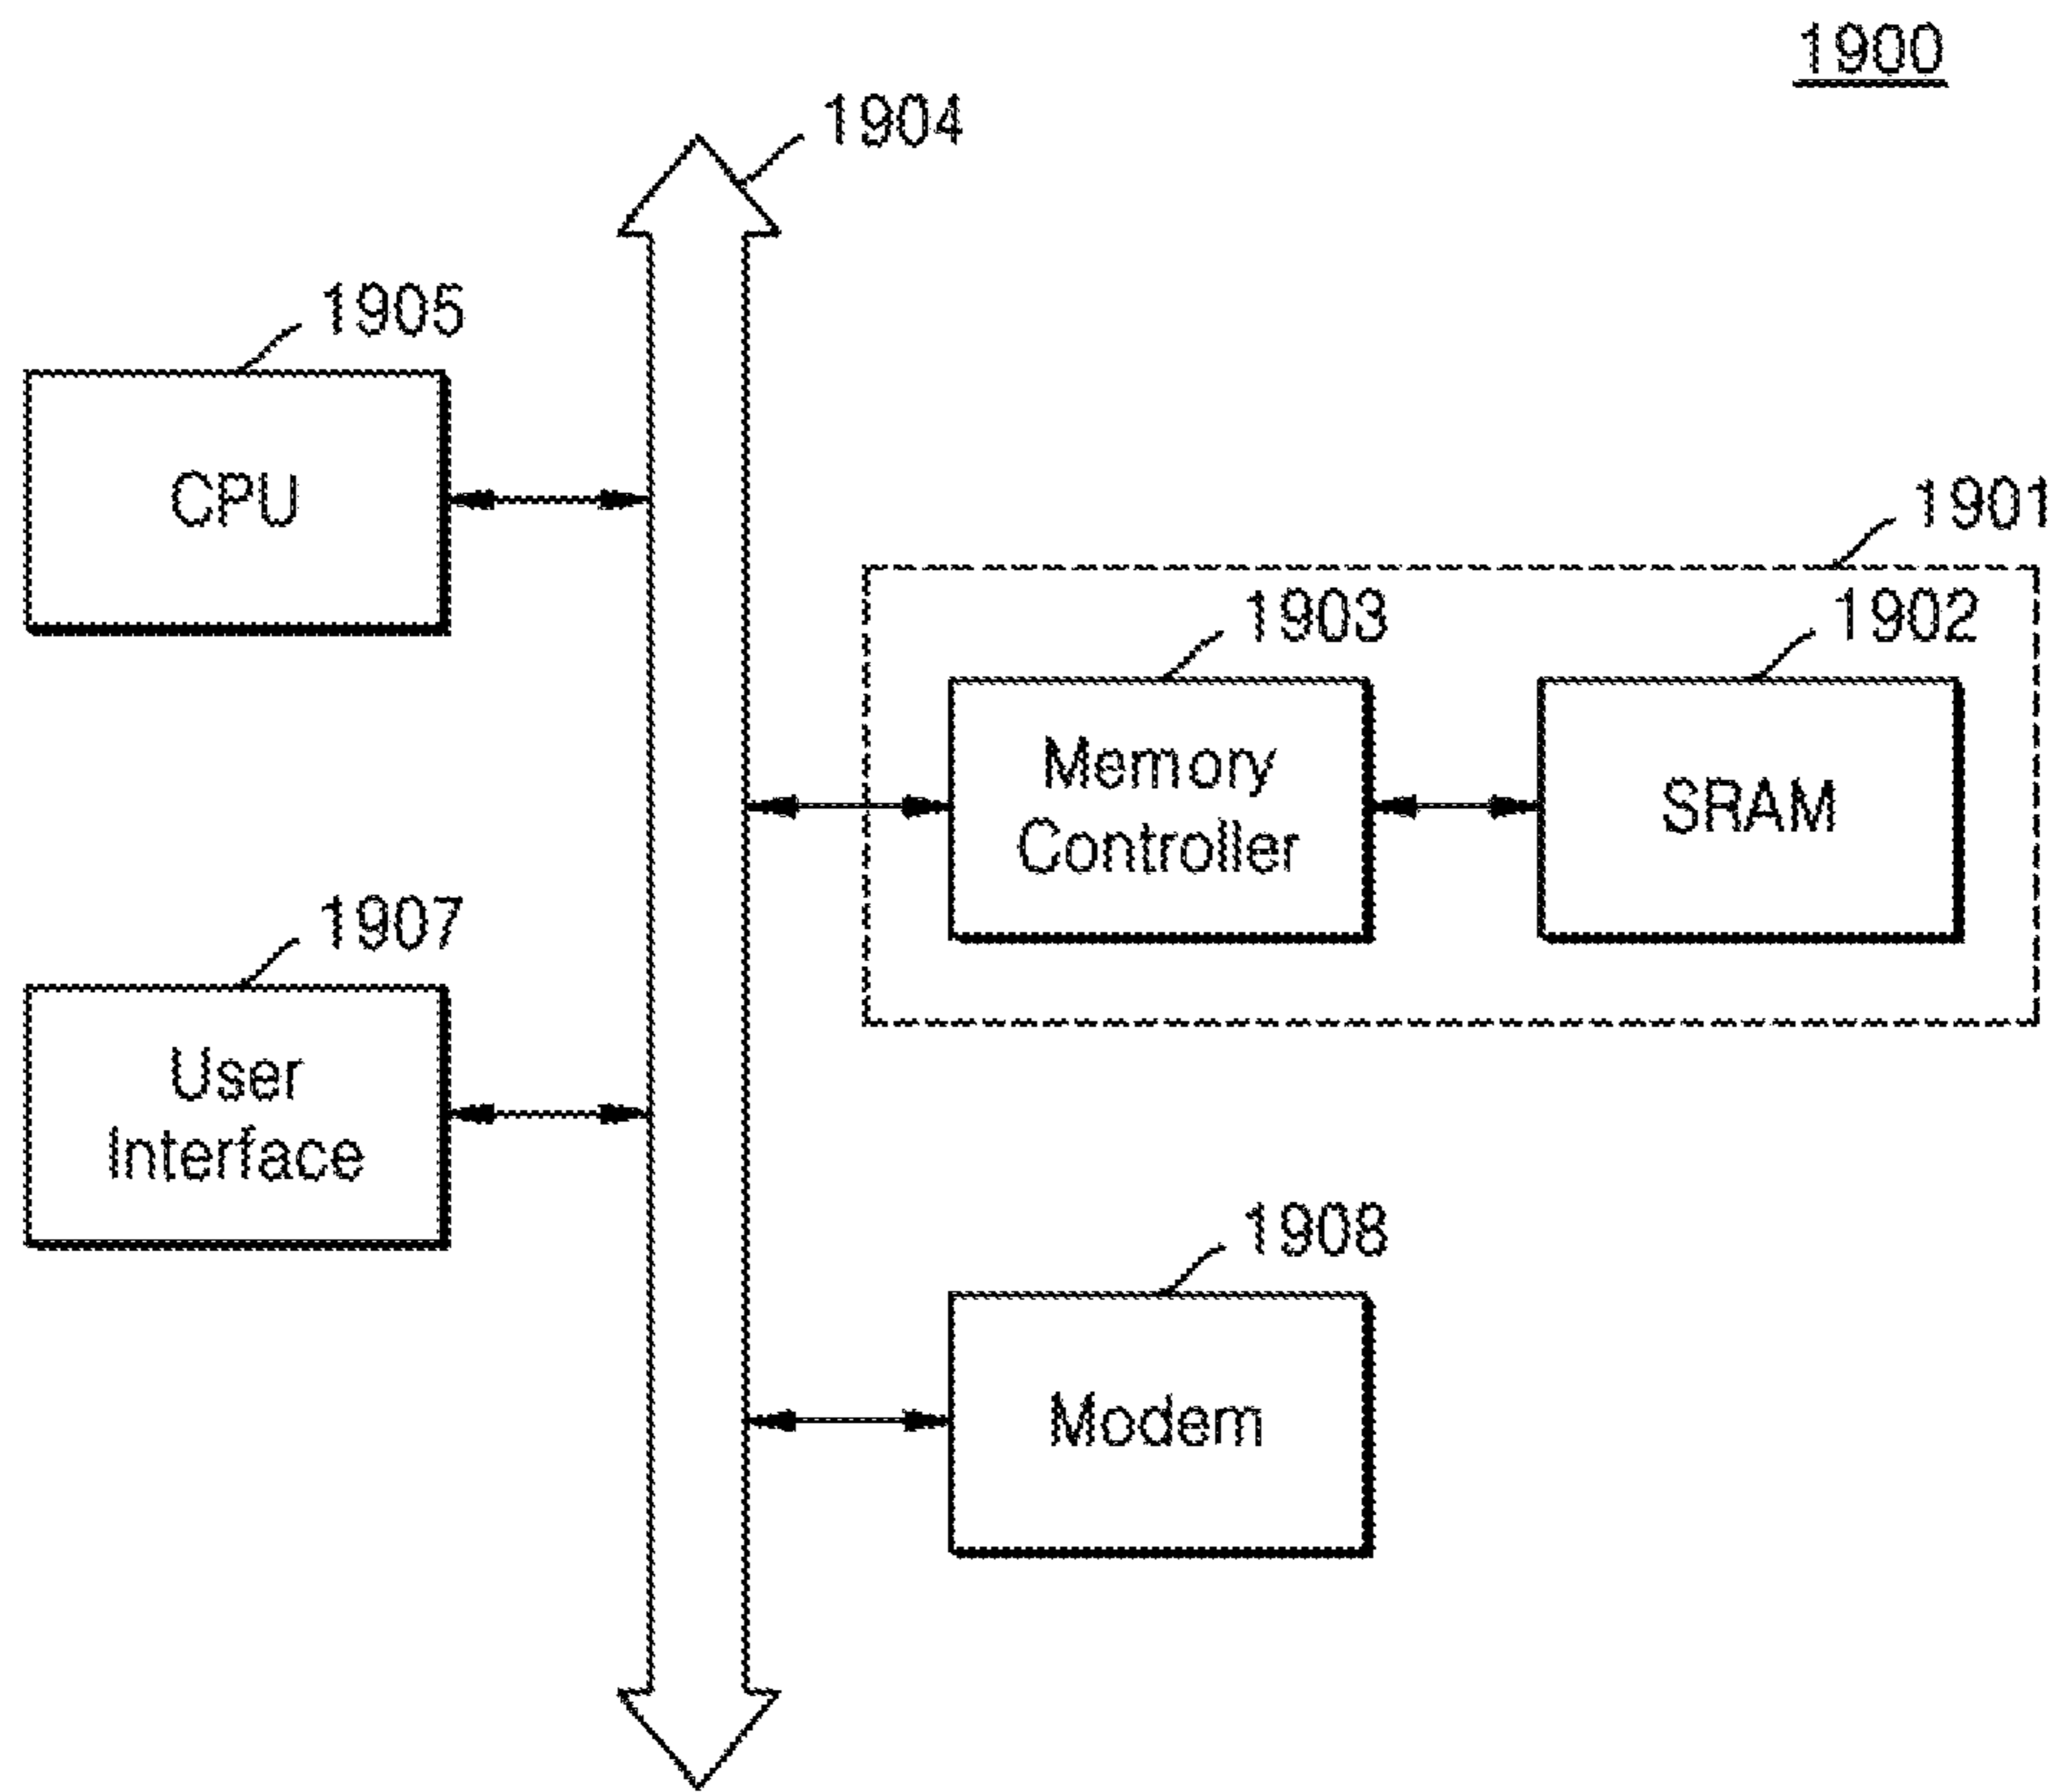 1900
1904
1905
CPU
1901
1903
1902
Memory
Controller
SRAM
1907
User
Interface
1908
Modem